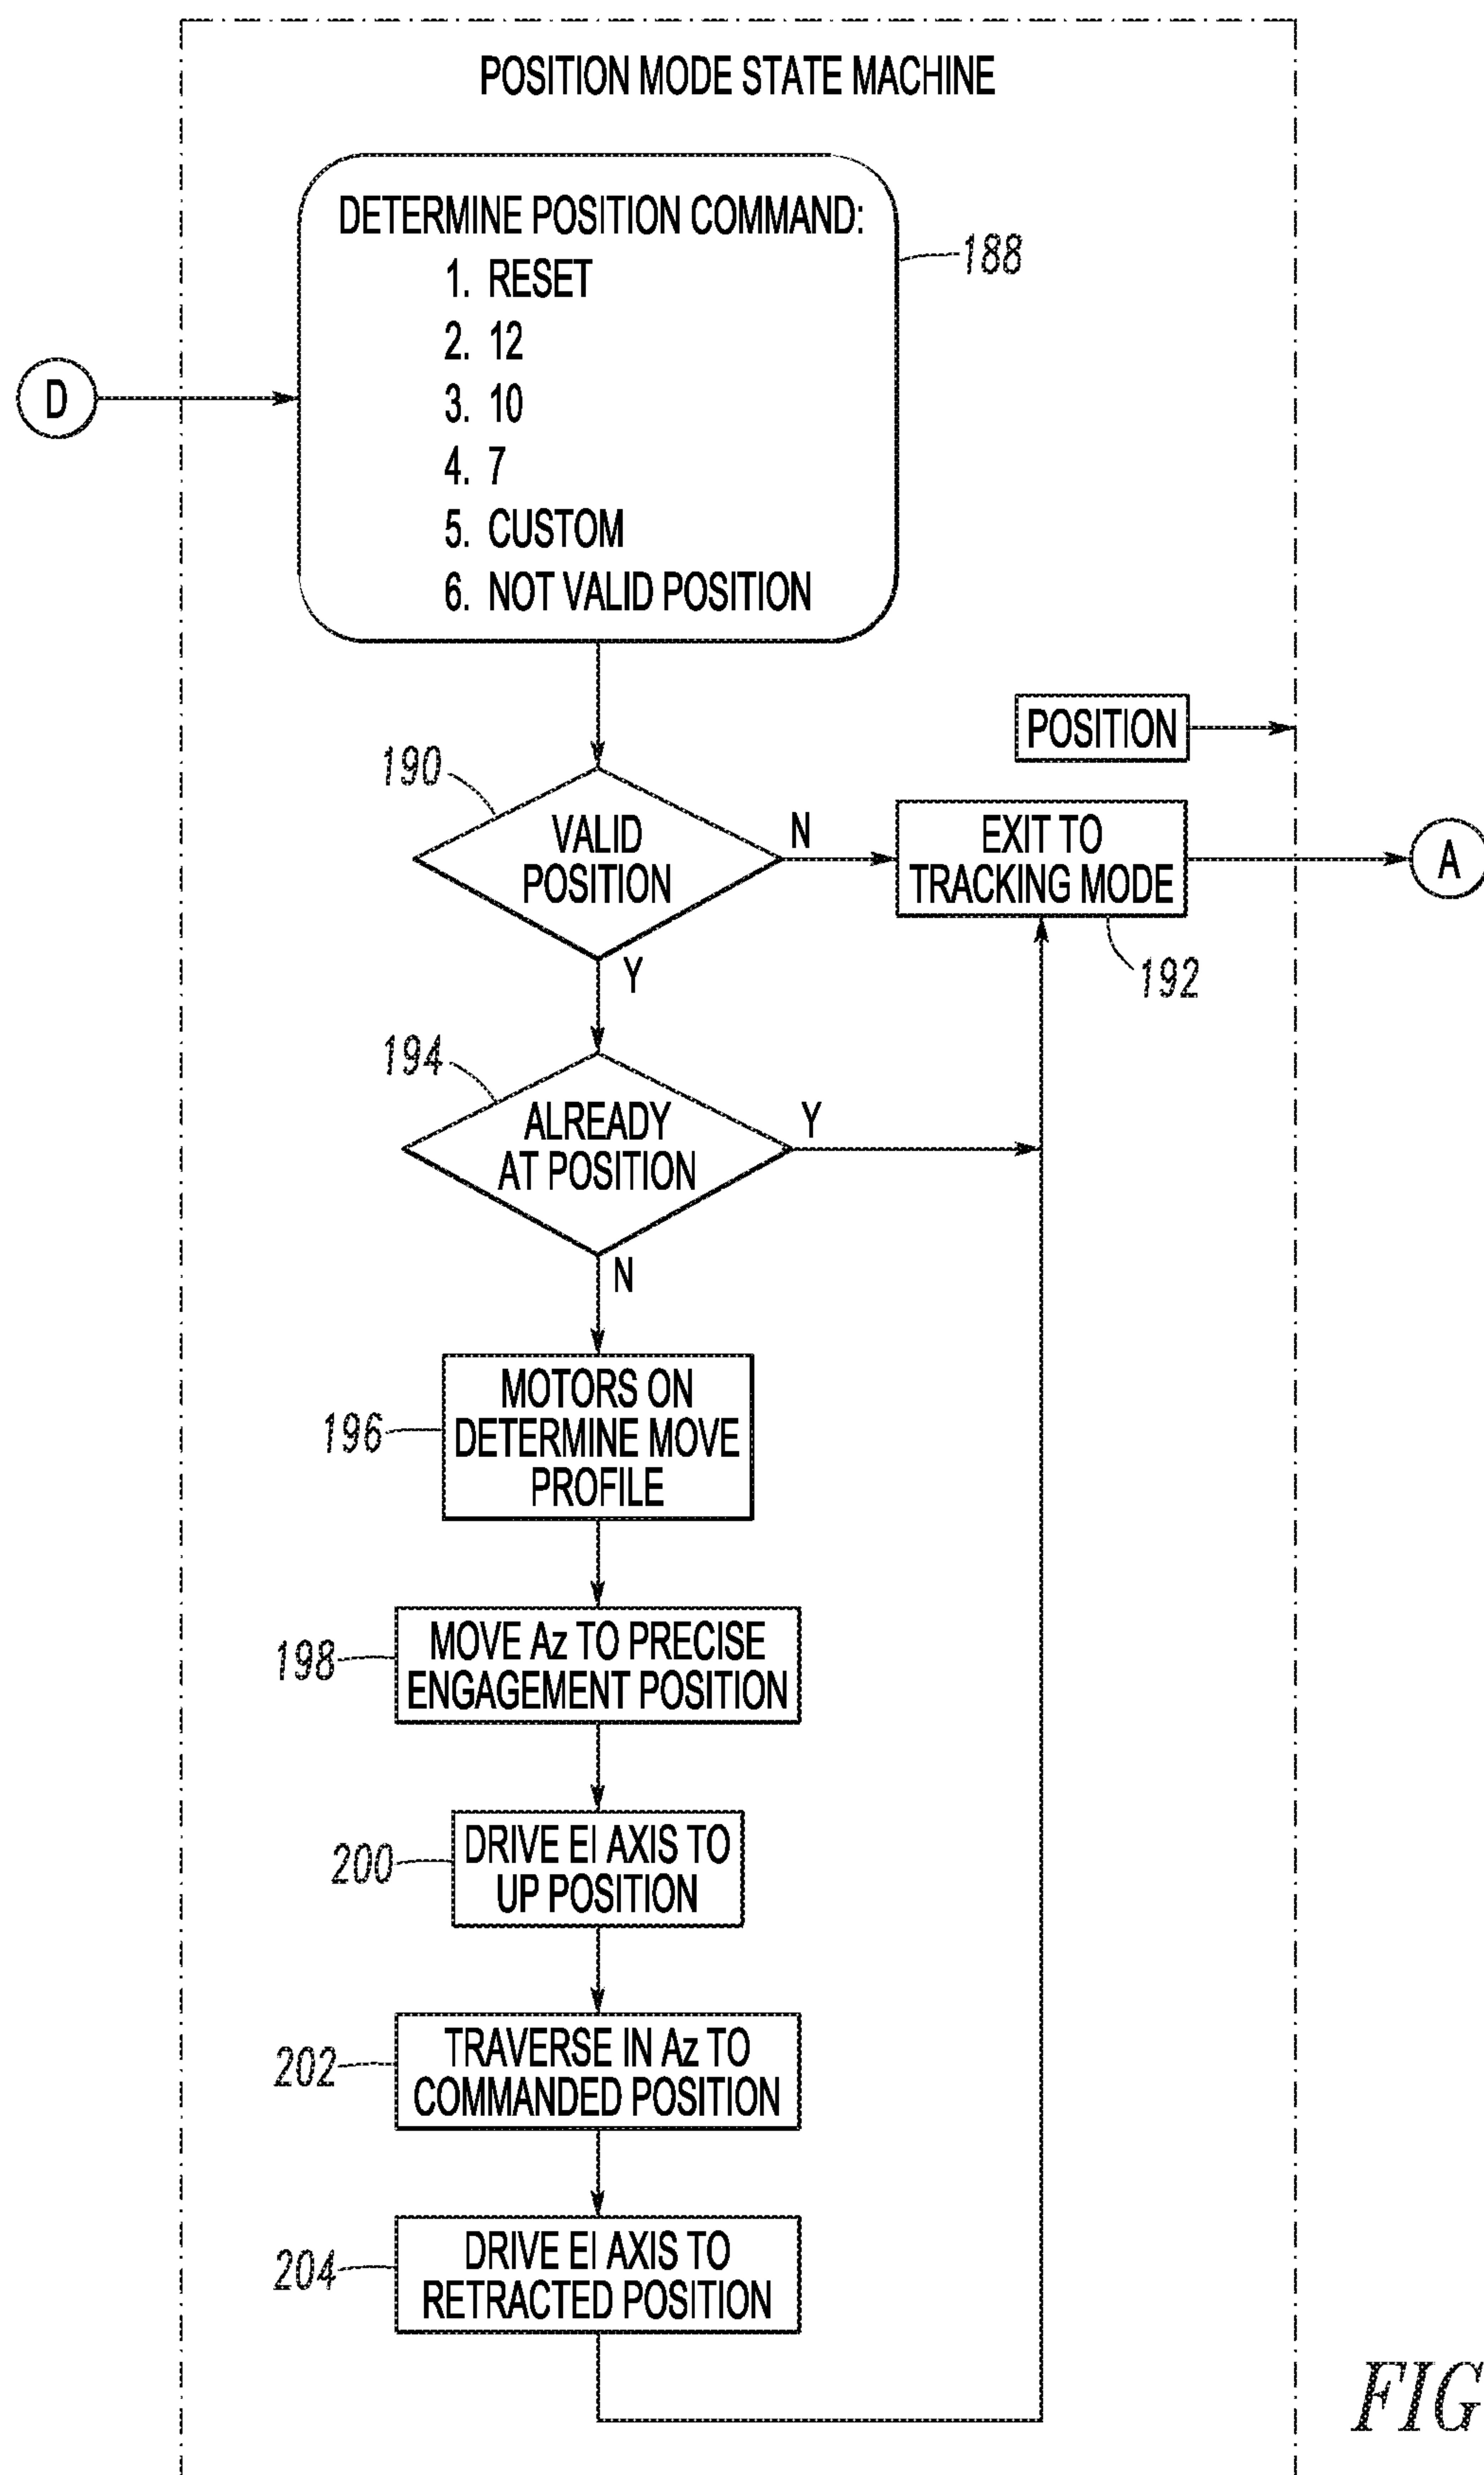 POSITION MODE STATE MACHINE
DETERMINE POSITION COMMAND:
1. RESET
2. 12
3. 10
4. 7
5. CUSTOM
6. NOT VALID POSITION
188
D
POSITION
190
VALID
POSITION
N
EXIT TO
TRACKING MODE
A
192
Y
194
ALREADY
AT POSITION
Y
N
196
MOTORS ON
DETERMINE MOVE
PROFILE
198
MOVE Az TO PRECISE
ENGAGEMENT POSITION
200
DRIVE El AXIS TO
UP POSITION
202
TRAVERSE IN Az TO
COMMANDED POSITION
204
DRIVE El AXIS TO
RETRACTED POSITION
FIG